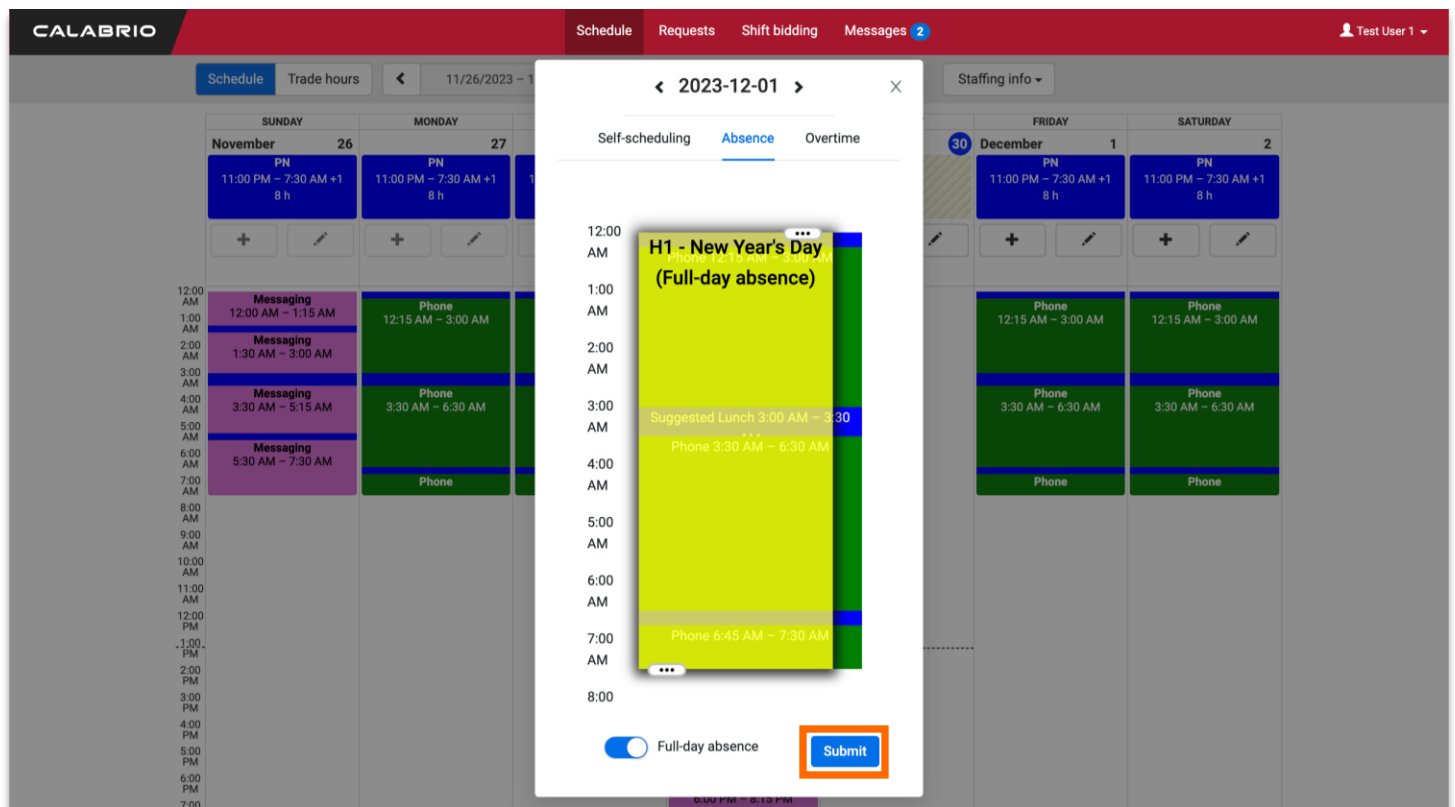 CALABRIO
Schedule
Requests
Shift bidding
Messages 2
Test User 1
Schedule
Trade hours
11/26/2023 – 1
Staffing info
SUNDAY
November 26
PN
11:00 PM – 7:30 AM +1
8 h
MONDAY
27
PN
11:00 PM – 7:30 AM +1
8 h
1
30
FRIDAY
December 1
PN
11:00 PM – 7:30 AM +1
8 h
SATURDAY
2
PN
11:00 PM – 7:30 AM +1
8 h
12:00
AM
1:00
AM
2:00
AM
3:00
AM
4:00
AM
5:00
AM
6:00
AM
7:00
AM
8:00
AM
9:00
AM
10:00
AM
11:00
AM
12:00
PM
1:00
PM
2:00
PM
3:00
PM
4:00
PM
5:00
PM
6:00
PM
7:00
Messaging
12:00 AM – 1:15 AM
Messaging
1:30 AM – 3:00 AM
Messaging
3:30 AM – 5:15 AM
Messaging
5:30 AM – 7:30 AM
Phone
12:15 AM – 3:00 AM
Phone
3:30 AM – 6:30 AM
Phone
Phone
12:15 AM – 3:00 AM
Phone
3:30 AM – 6:30 AM
Phone
Phone
12:15 AM – 3:00 AM
Phone
3:30 AM – 6:30 AM
Phone
6:00 PM – 8:15 PM
2023-12-01
Self-scheduling
Absence
Overtime
12:00
AM
1:00
AM
2:00
AM
3:00
AM
4:00
AM
5:00
AM
6:00
AM
7:00
AM
8:00
H1 - New Year's Day
Phone 12:15 AM – 3:00 AM
(Full-day absence)
Suggested Lunch 3:00 AM – 3:30
Phone 3:30 AM – 6:30 AM
Phone 6:45 AM – 7:30 AM
Full-day absence
Submit